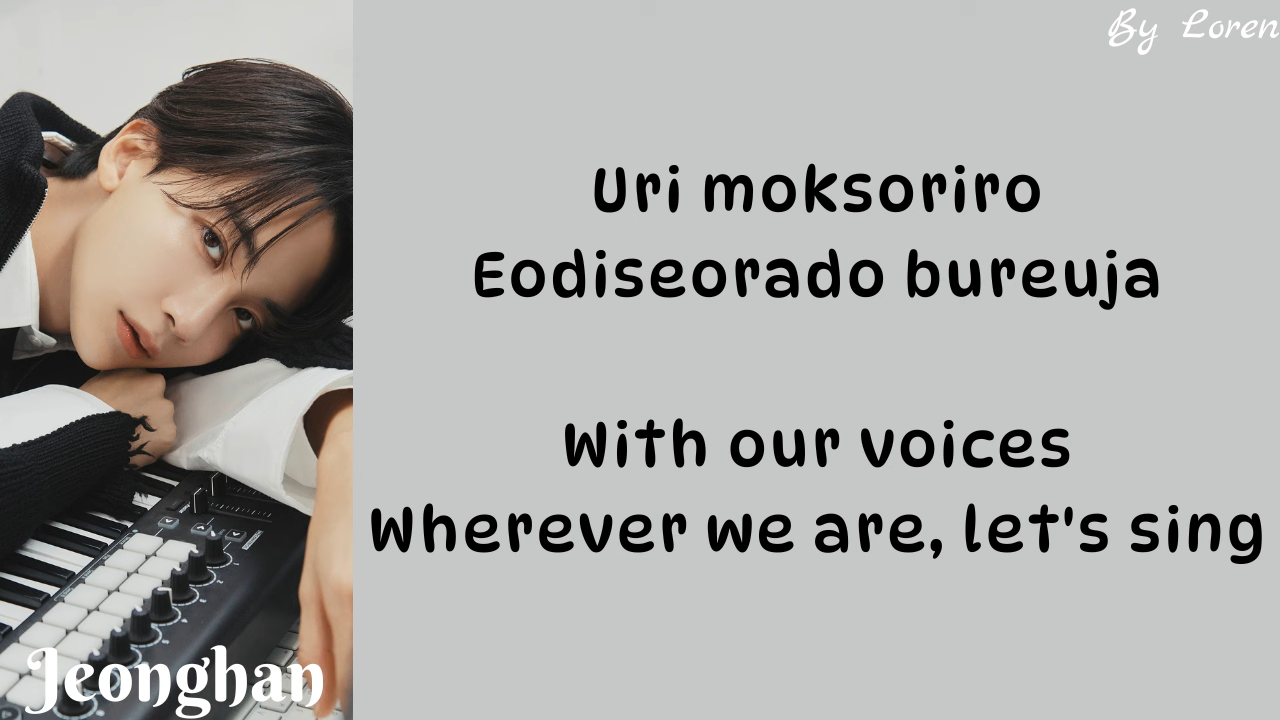 By Loren
Uri moksoriro
Eodiseorado bureuja
With our voices
Wherever we are, let's sing
Jeonghan